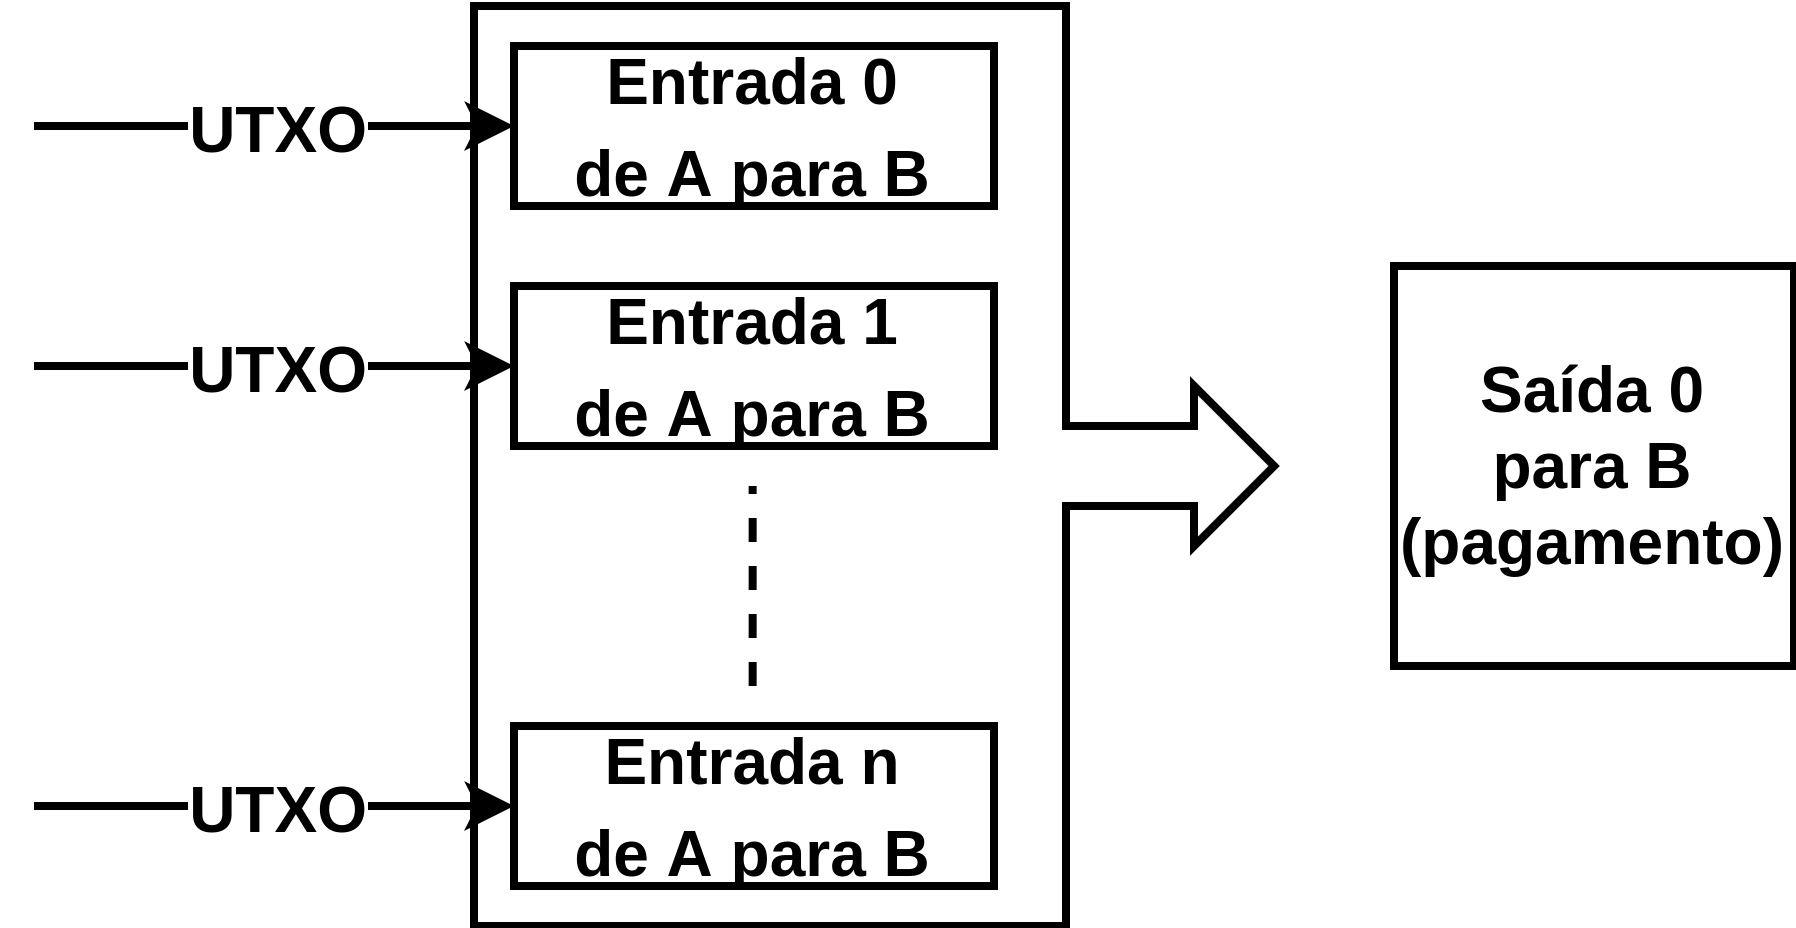 UTXO
Entrada 0
de A para B
UTXO
Entrada 1
de A para B
UTXO
Entrada n
de A para B
Saída 0
para B
(pagamento)